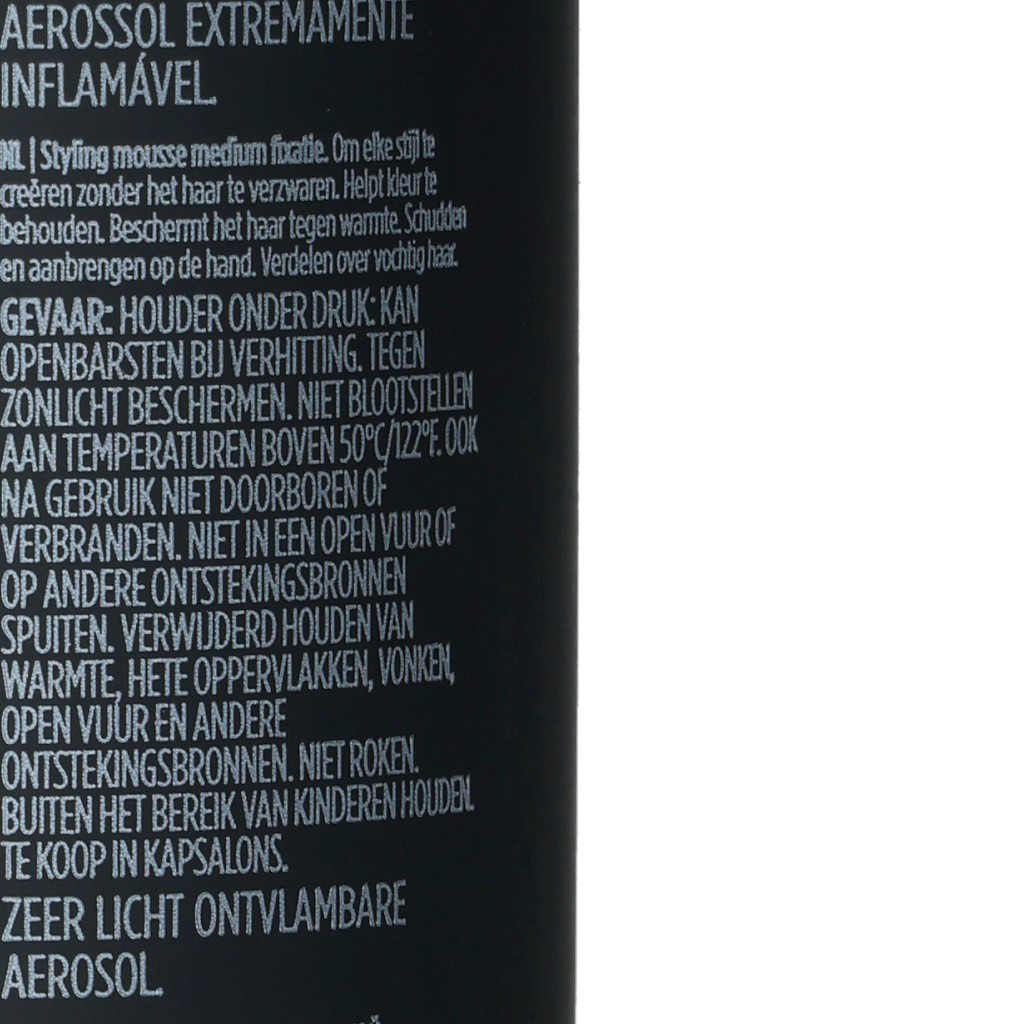 AEROSSOL EXTREMAMENTE
INFLAMÁVEL.
NL | Styling mousse medium fixatie. Om elke stijl te
creëren zonder het haar te verzwaren. Helpt kleur te
behouden. Beschermt het haar tegen warmte. Schudden
en aanbrengen op de hand. Verdelen over vochtig haar.
GEVAAR: HOUDER ONDER DRUK: KAN
OPENBARSTEN BIJ VERHITTING. TEGEN
ZONLICHT BESCHERMEN. NIET BLOOTSTELLEN
AAN TEMPERATUREN BOVEN 50°C/122°F. OOK
NA GEBRUIK NIET DOORBOREN OF
VERBRANDEN. NIET IN EEN OPEN VUUR OF
OP ANDERE ONTSTEKINGSBRONNEN
SPUITEN. VERWIJDERD HOUDEN VAN
WARMTE, HETE OPPERVLAKKEN, VONKEN,
OPEN VUUR EN ANDERE
ONTSTEKINGSBRONNEN. NIET ROKEN.
BUITEN HET BEREIK VAN KINDEREN HOUDEN.
TE KOOP IN KAPSALONS.
ZEER LICHT ONTVLAMBARE
AEROSOL.